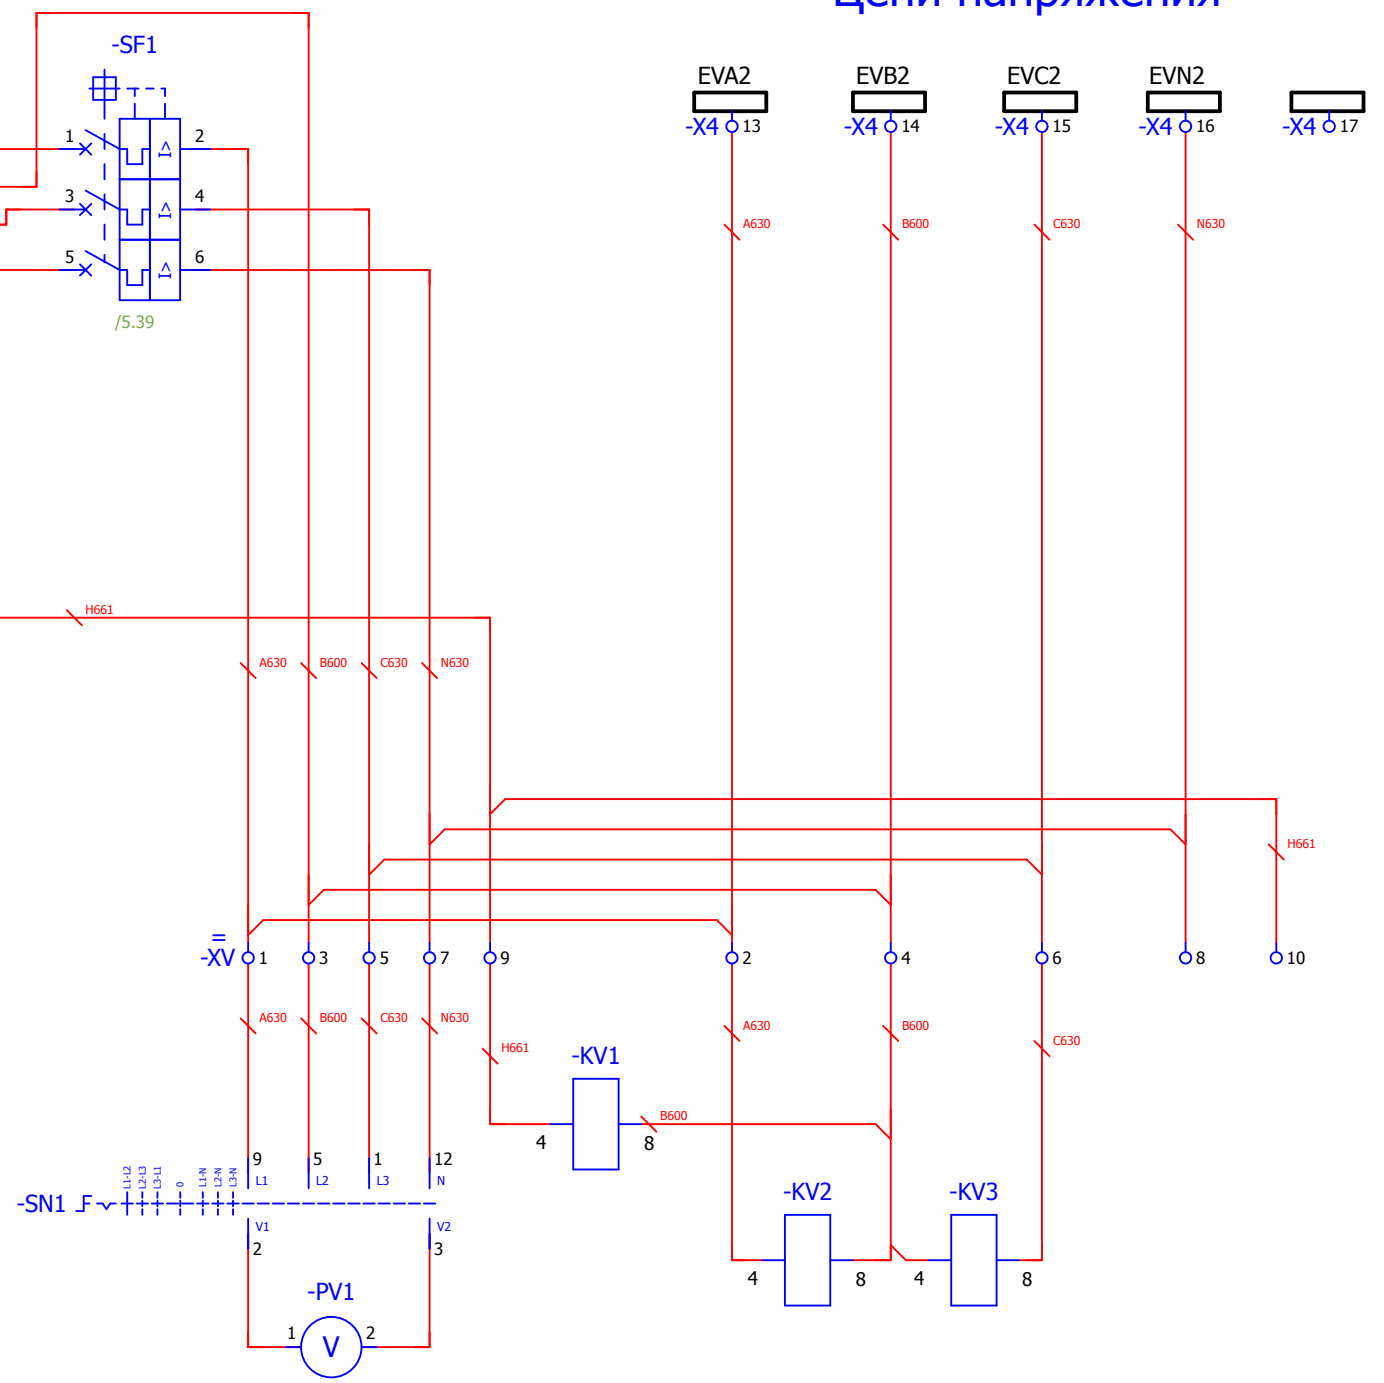 Цепи напряжения
-SF1
EVA2 EVB2 EVC2 EVN2
-X4 13 -X4 14 -X4 15 -X4 16 -X4 17
1 I> 2
3 I> 4
5 I> 6
/5.39
A630 B600 C630 N630
H661
A630 B600 C630 N630
H661
=
-XV 1 3 5 7 9 2 4 6 8 10
A630 B600 C630 N630
A630 B600 C630
H661
-KV1
4 8 B600
9 5 1 12
L1 L2 L3 N
L1-L2 L2-L3 L3-L1 0 L1-N L2-N L3-N
-SN1
V1 V2
2 3
-KV2 -KV3
4 8 4 8
-PV1
1 V 2